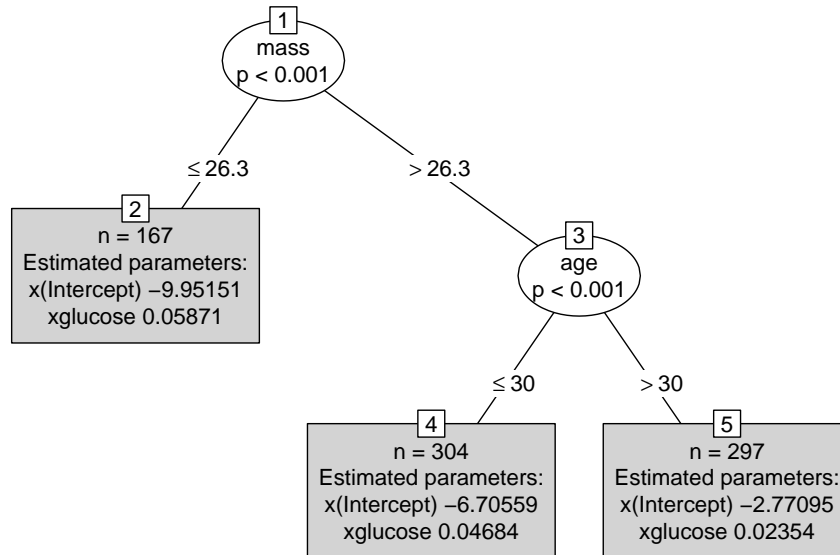 1
mass
p < 0.001
≤ 26.3
> 26.3
2
n = 167
Estimated parameters:
x(Intercept) −9.95151
xglucose 0.05871
3
age
p < 0.001
≤ 30
> 30
4
n = 304
Estimated parameters:
x(Intercept) −6.70559
xglucose 0.04684
5
n = 297
Estimated parameters:
x(Intercept) −2.77095
xglucose 0.02354